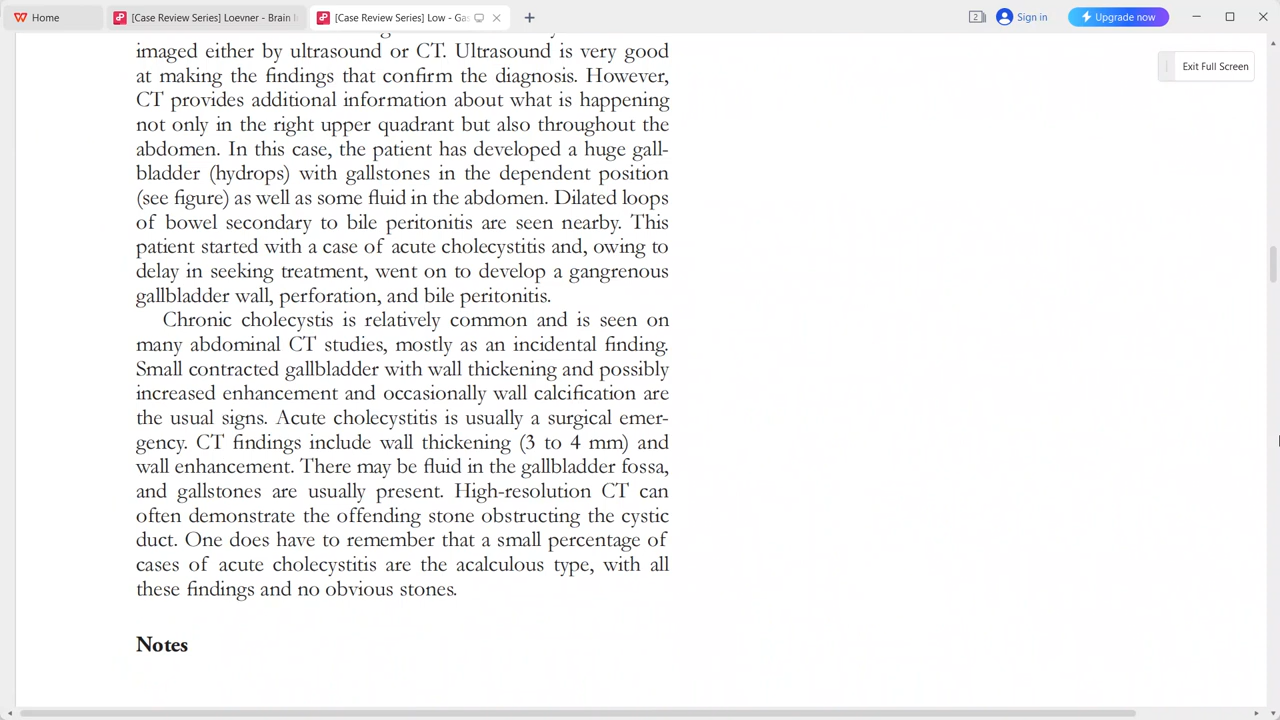 Home
[Case Review Series] Loevner - Brain I
[Case Review Series] Low - Gas
2
Sign in
Upgrade now
Exit Full Screen
imaged either by ultrasound or CT. Ultrasound is very good
at making the findings that confirm the diagnosis. However,
CT provides additional information about what is happening
not only in the right upper quadrant but also throughout the
abdomen. In this case, the patient has developed a huge gall-
bladder (hydrops) with gallstones in the dependent position
(see figure) as well as some fluid in the abdomen. Dilated loops
of bowel secondary to bile peritonitis are seen nearby. This
patient started with a case of acute cholecystitis and, owing to
delay in seeking treatment, went on to develop a gangrenous
gallbladder wall, perforation, and bile peritonitis.
Chronic cholecystis is relatively common and is seen on
many abdominal CT studies, mostly as an incidental finding.
Small contracted gallbladder with wall thickening and possibly
increased enhancement and occasionally wall calcification are
the usual signs. Acute cholecystitis is usually a surgical emer-
gency. CT findings include wall thickening (3 to 4 mm) and
wall enhancement. There may be fluid in the gallbladder fossa,
and gallstones are usually present. High-resolution CT can
often demonstrate the offending stone obstructing the cystic
duct. One does have to remember that a small percentage of
cases of acute cholecystitis are the acalculous type, with all
these findings and no obvious stones.
Notes